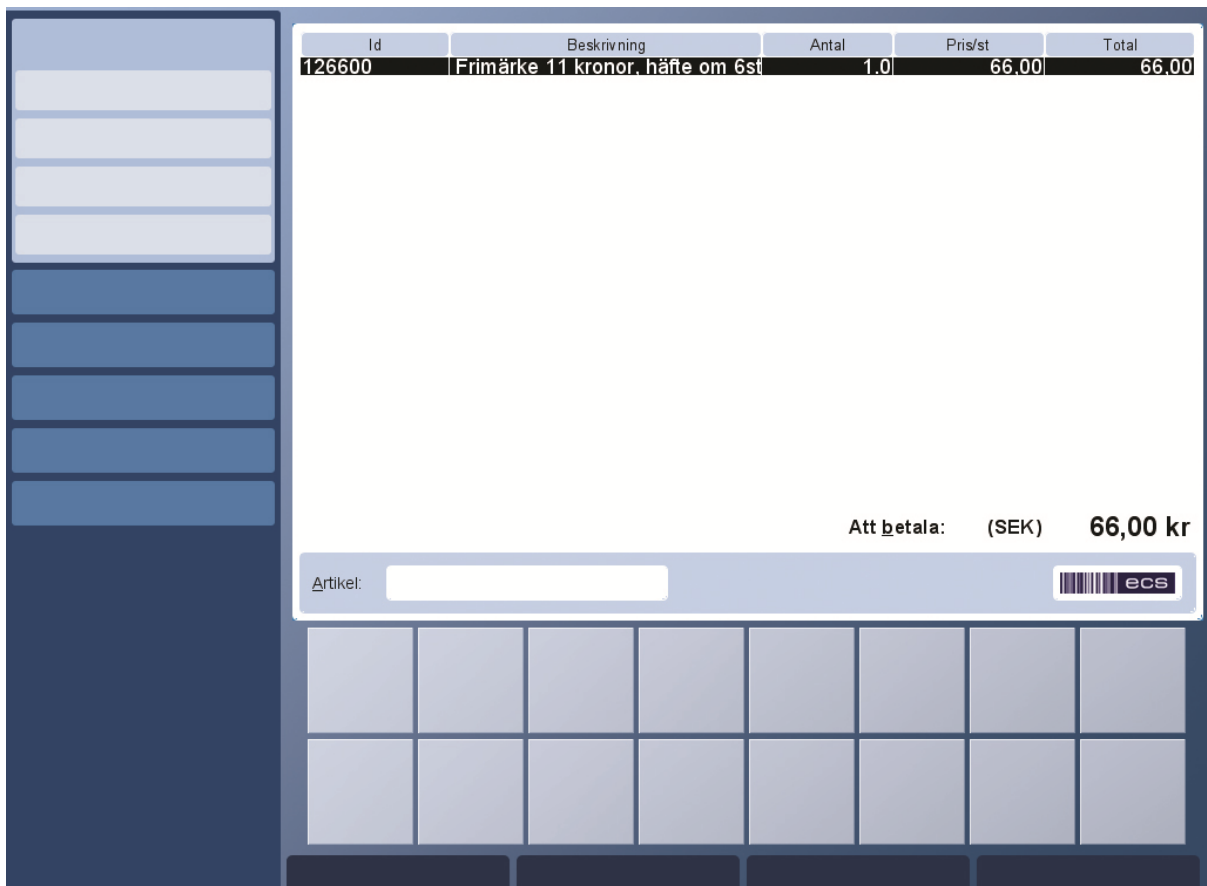 Id Beskrivning Antal Pris/st Total
126600 Frimärke 11 kronor, häfte om 6st 1.0 66,00 66,00
Att betala: (SEK) 66,00 kr
Artikel:
ecs